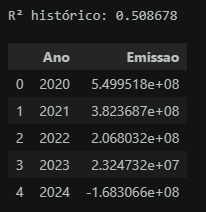 R² histórico: 0.508678
Ano Emissao
0 2020 5.499518e+08
1 2021 3.823687e+08
2 2022 2.068032e+08
3 2023 2.324732e+07
4 2024 -1.683066e+08